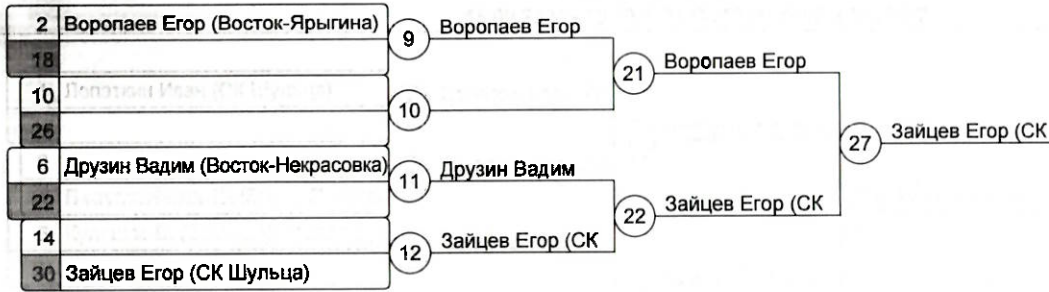 2 Воропаев Егор (Восток-Ярыгина)
9
Воропаев Егор
18
21
Воропаев Егор
10
10
26
27
Зайцев Егор (СК
6 Друзин Вадим (Восток-Некрасовка)
11
Друзин Вадим
22
22
Зайцев Егор (СК
14
12
Зайцев Егор (СК
30 Зайцев Егор (СК Шульца)